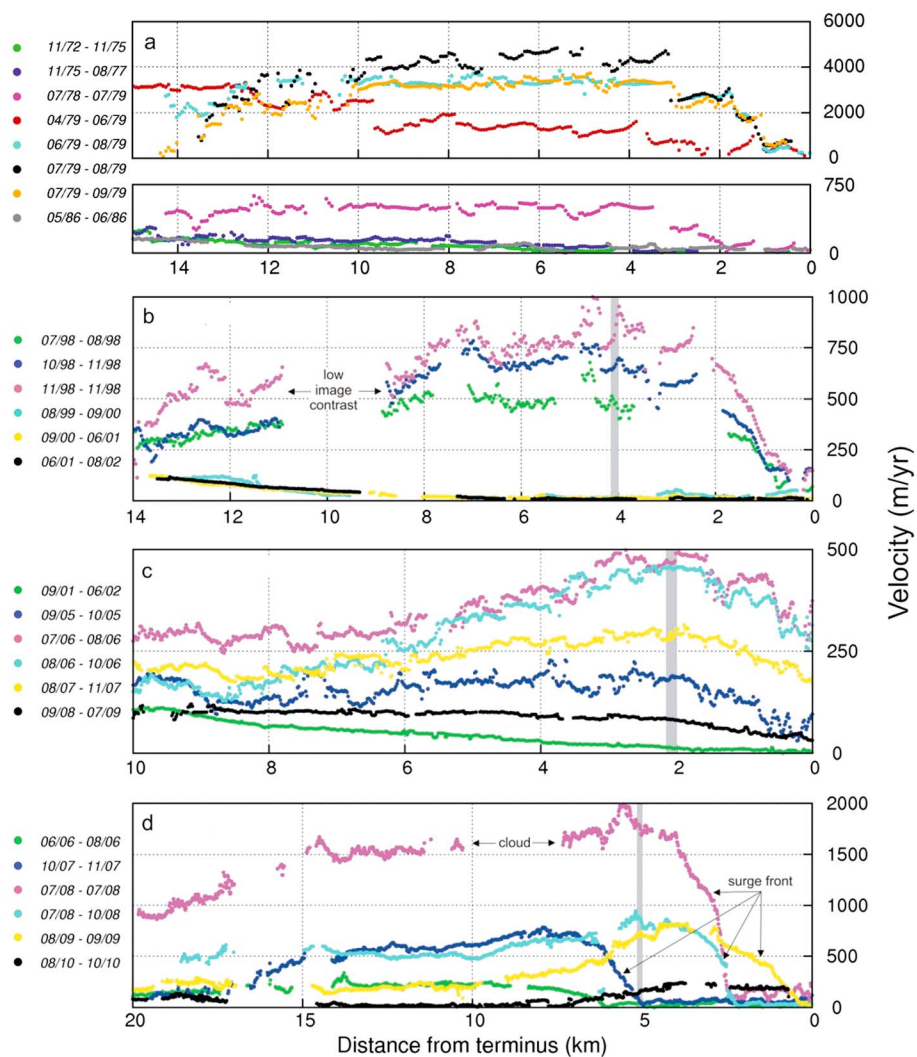 a
11/72 - 11/75
11/75 - 08/77
07/78 - 07/79
04/79 - 06/79
06/79 - 08/79
07/79 - 08/79
07/79 - 09/79
05/86 - 06/86
6000
4000
2000
0
750
0
14 12 10 8 6 4 2 0
b
07/98 - 08/98
10/98 - 11/98
11/98 - 11/98
08/99 - 09/00
09/00 - 06/01
06/01 - 08/02
low
image
contrast
1000
750
500
250
0
14 12 10 8 6 4 2 0
Velocity (m/yr)
c
09/01 - 06/02
09/05 - 10/05
07/06 - 08/06
08/06 - 10/06
08/07 - 11/07
09/08 - 07/09
500
250
0
10 8 6 4 2 0
d
06/06 - 08/06
10/07 - 11/07
07/08 - 07/08
07/08 - 10/08
08/09 - 09/09
08/10 - 10/10
cloud
surge front
2000
1500
1000
500
0
20 15 10 5 0
Distance from terminus (km)